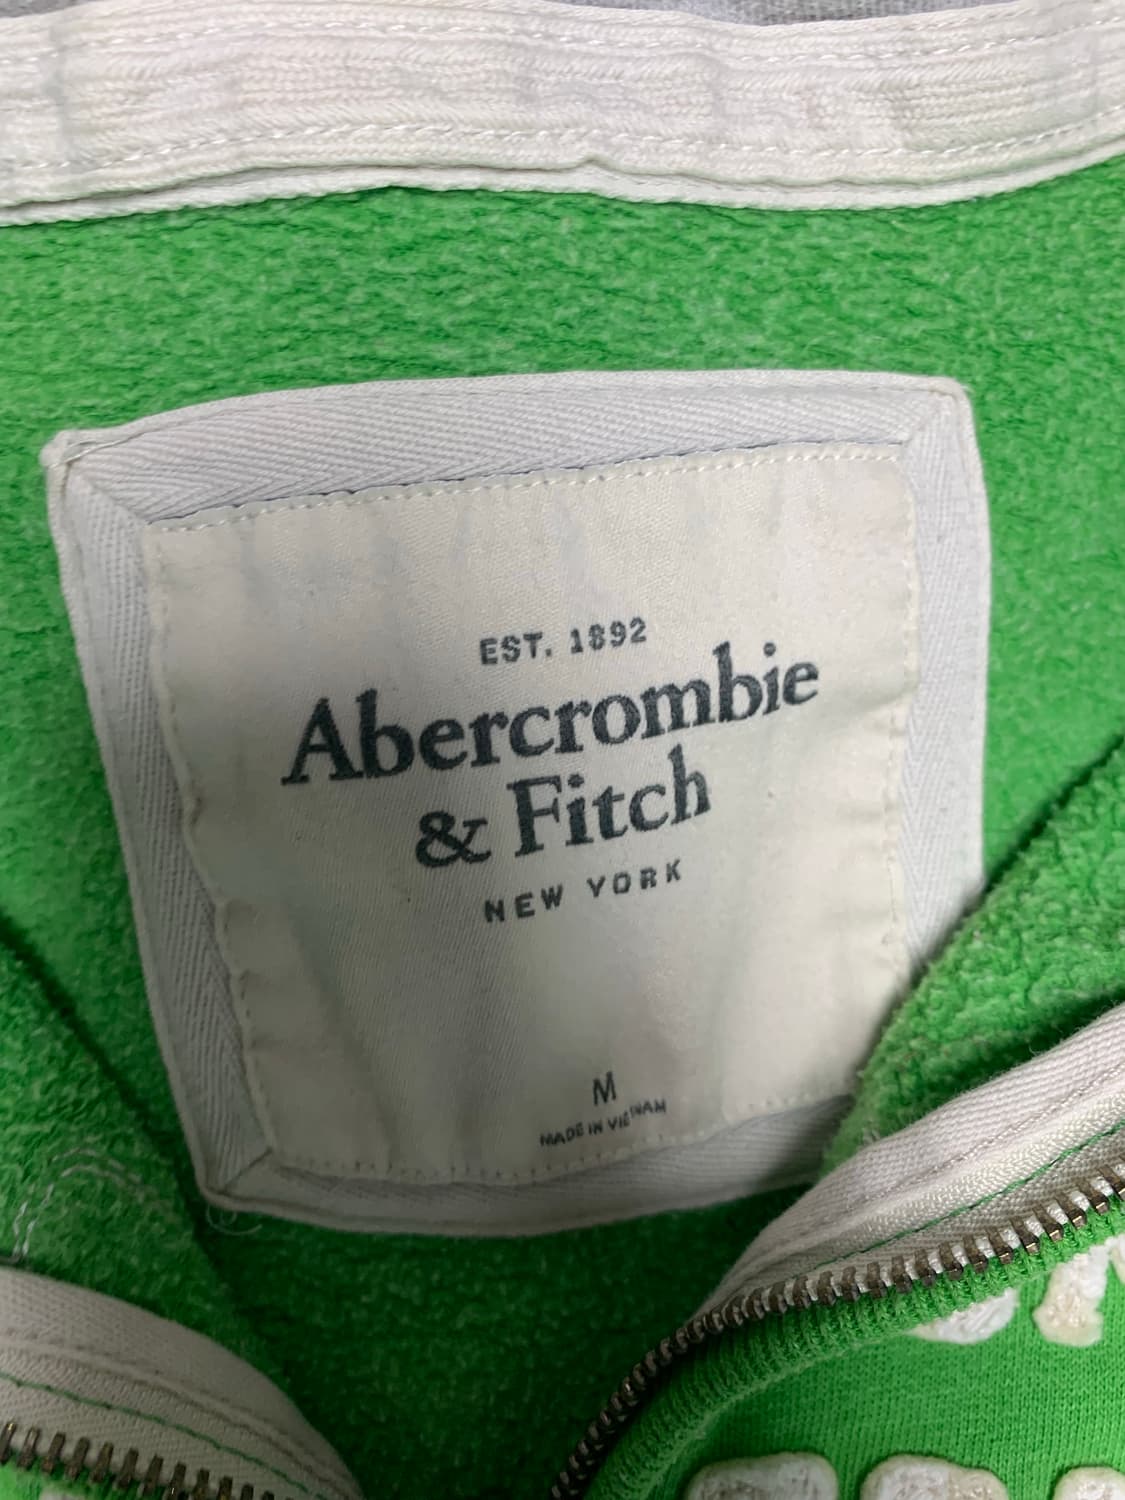 EST. 1892
Abercrombie
& Fitch
NEW YORK
M
MADE IN VIETNAM